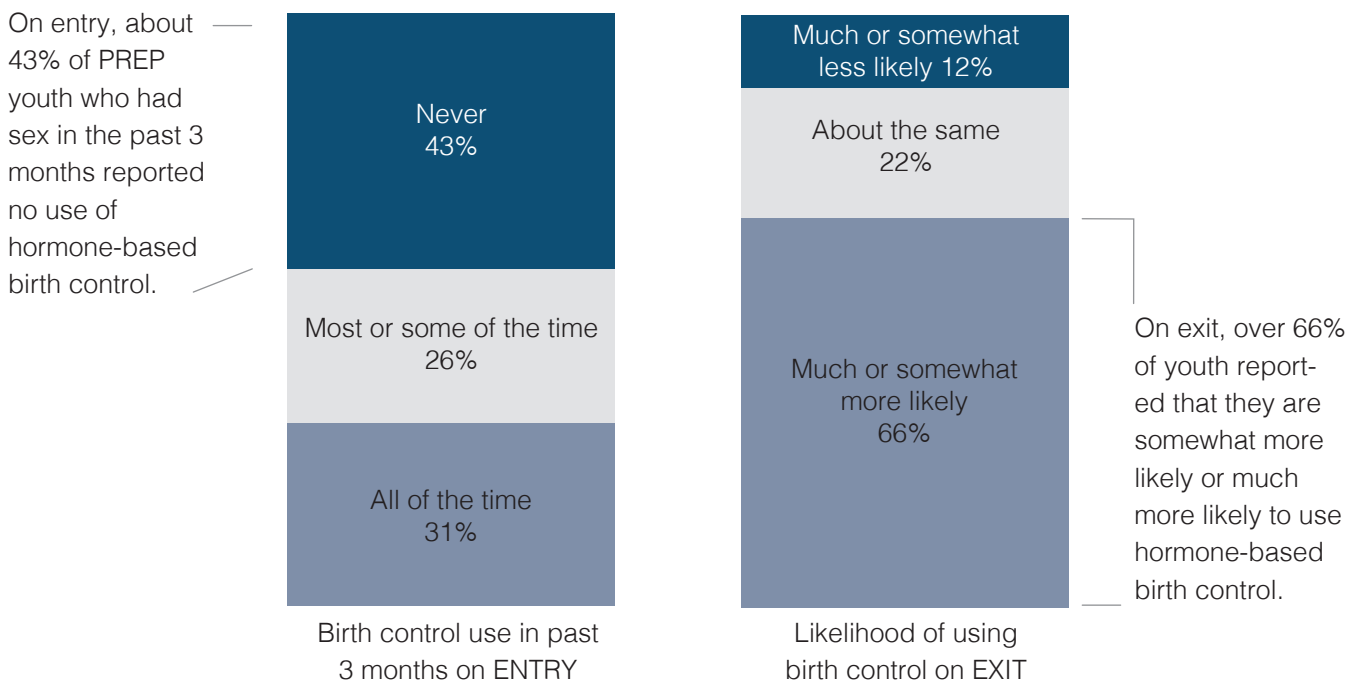 On entry, about
43% of PREP
youth who had
sex in the past 3
months reported
no use of
hormone-based
birth control.
Never
43%
Most or some of the time
26%
All of the time
31%
Birth control use in past
3 months on ENTRY
Much or somewhat
less likely 12%
About the same
22%
Much or somewhat
more likely
66%
Likelihood of using
birth control on EXIT
On exit, over 66%
of youth report-
ed that they are
somewhat more
likely or much
more likely to use
hormone-based
birth control.